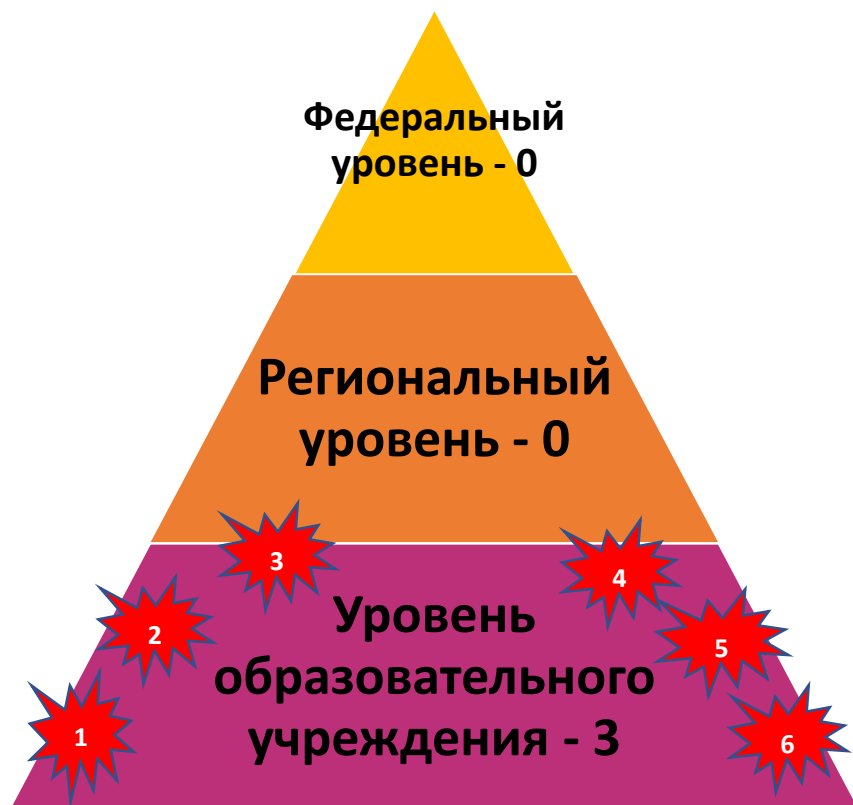 Федеральный
уровень - 0
Региональный
уровень - 0
3
4
Уровень
2
5
образовательного
учреждения - 3
1
6